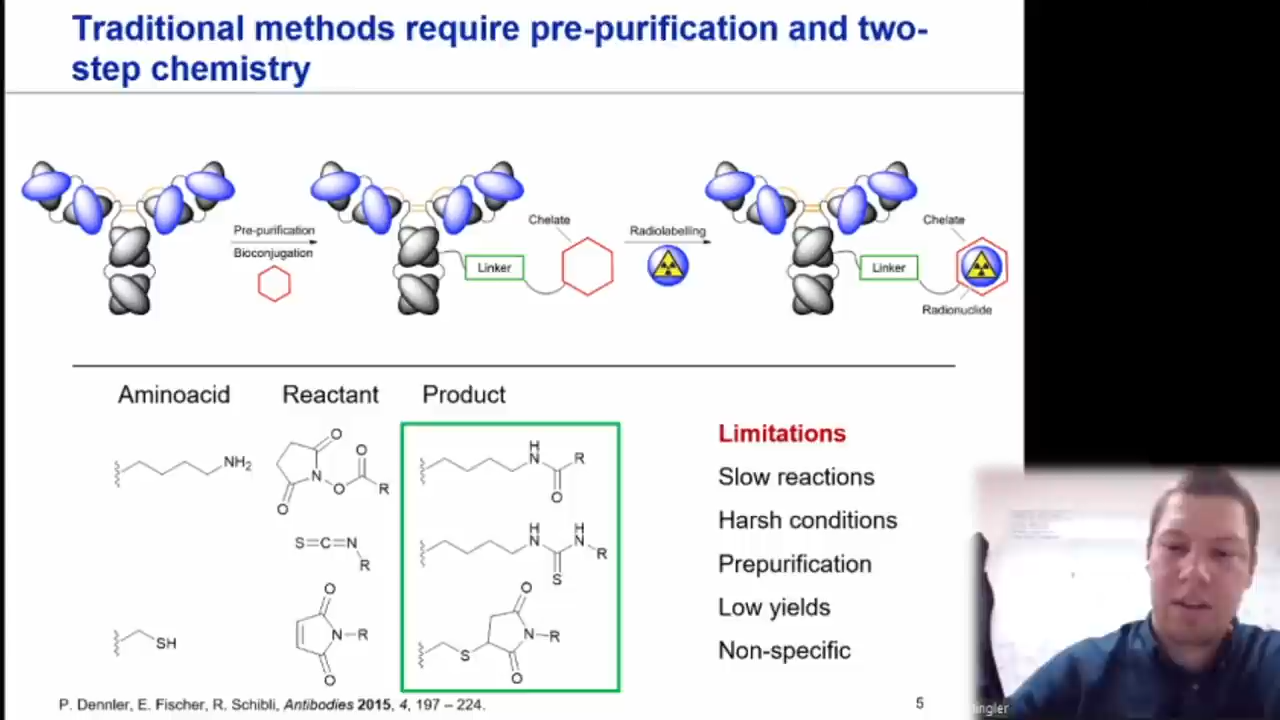 Traditional methods require pre-purification and two-
step chemistry
Pre-purification
Bioconjugation
Linker
Chelate
Radiolabelling
Linker
Chelate
Radionuclide
Aminoacid Reactant Product
NH2
O
O
N
O
O
R
H
N
O
R
S=C=N
R
H
N
S
H
N
R
SH
O
N-R
O
S
O
N-R
O
Limitations
Slow reactions
Harsh conditions
Prepurification
Low yields
Non-specific
P. Dennler, E. Fischer, R. Schibli, Antibodies 2015, 4, 197 – 224.
5